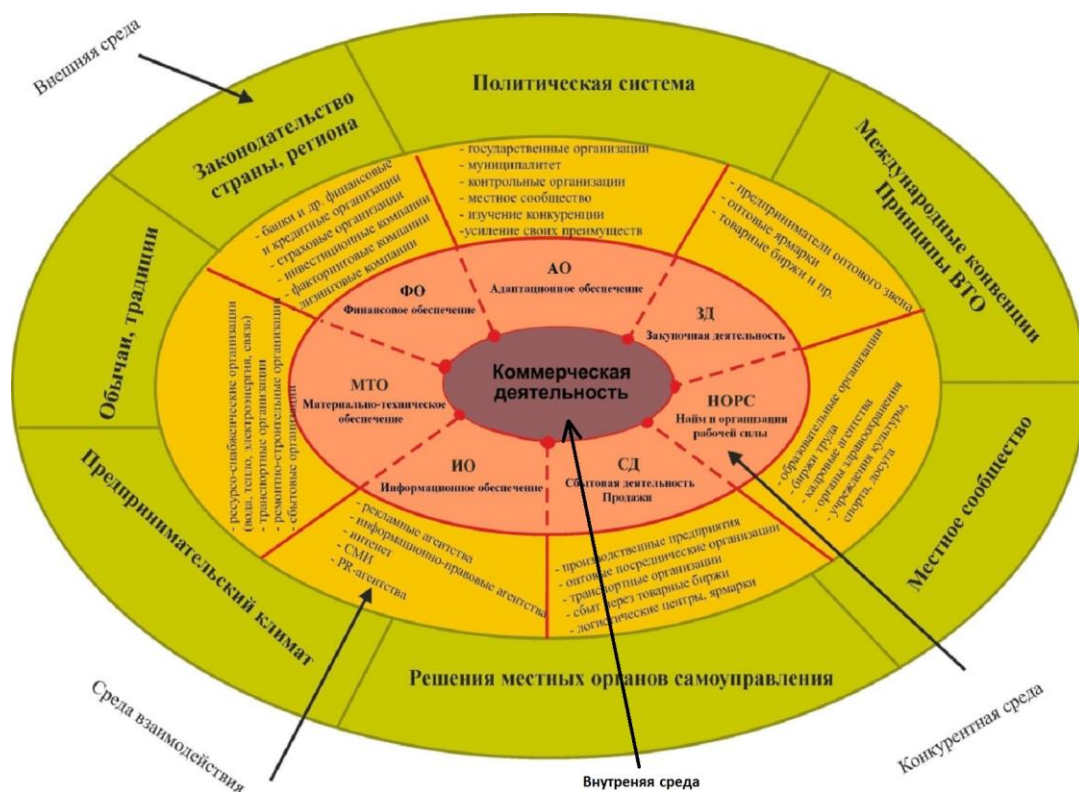 Внешняя среда
Законодательство
страны, региона
Политическая система
Международные конвенции
Принципы ВТО
Обычаи, традиции
Местное сообщество
Предпринимательский климат
Решения местных органов самоуправления
- банки и др. финансовые
и кредитные организации
- страховые организации
- инвестиционные компании
- факторинговые компании
- лизинговые компании
- государственные организации
- муниципалитет
- контрольные организации
- местное сообщество
- изучение конкуренции
-усиление своих преимуществ
- предприниматели оптового звена
- оптовые ярмарки
- товарные биржи и пр.
- образовательные организации
- биржи труда
- кадровые агентства
- органы здравоохранения
- учреждения культуры,
спорта, досуга
- производственные предприятия
- оптовые посреднические организации
- транспортные организации
- сбыт через товарные биржи
- логистические центры, ярмарки
- рекламные агентства
- информационно-правовые агентства
- интенет
- СМИ
- PR-агентства
- ресурсо-снабженческие организации
(вода, тепло, электроэнергия, связь)
- транспортные организации
- ремонтно-строительные организации
- сбытовые организации
ФО
Финансовое обеспечение
АО
Адаптационное обеспечение
ЗД
Закупочная деятельность
НОРС
Найм и организация
рабочей силы
СД
Сбытовая деятельность
Продажи
ИО
Информационное обеспечение
МТО
Материально-техническое
обеспечение
Коммерческая
деятельность
Среда взаимодействия
Внутреняя среда
Конкурентная среда